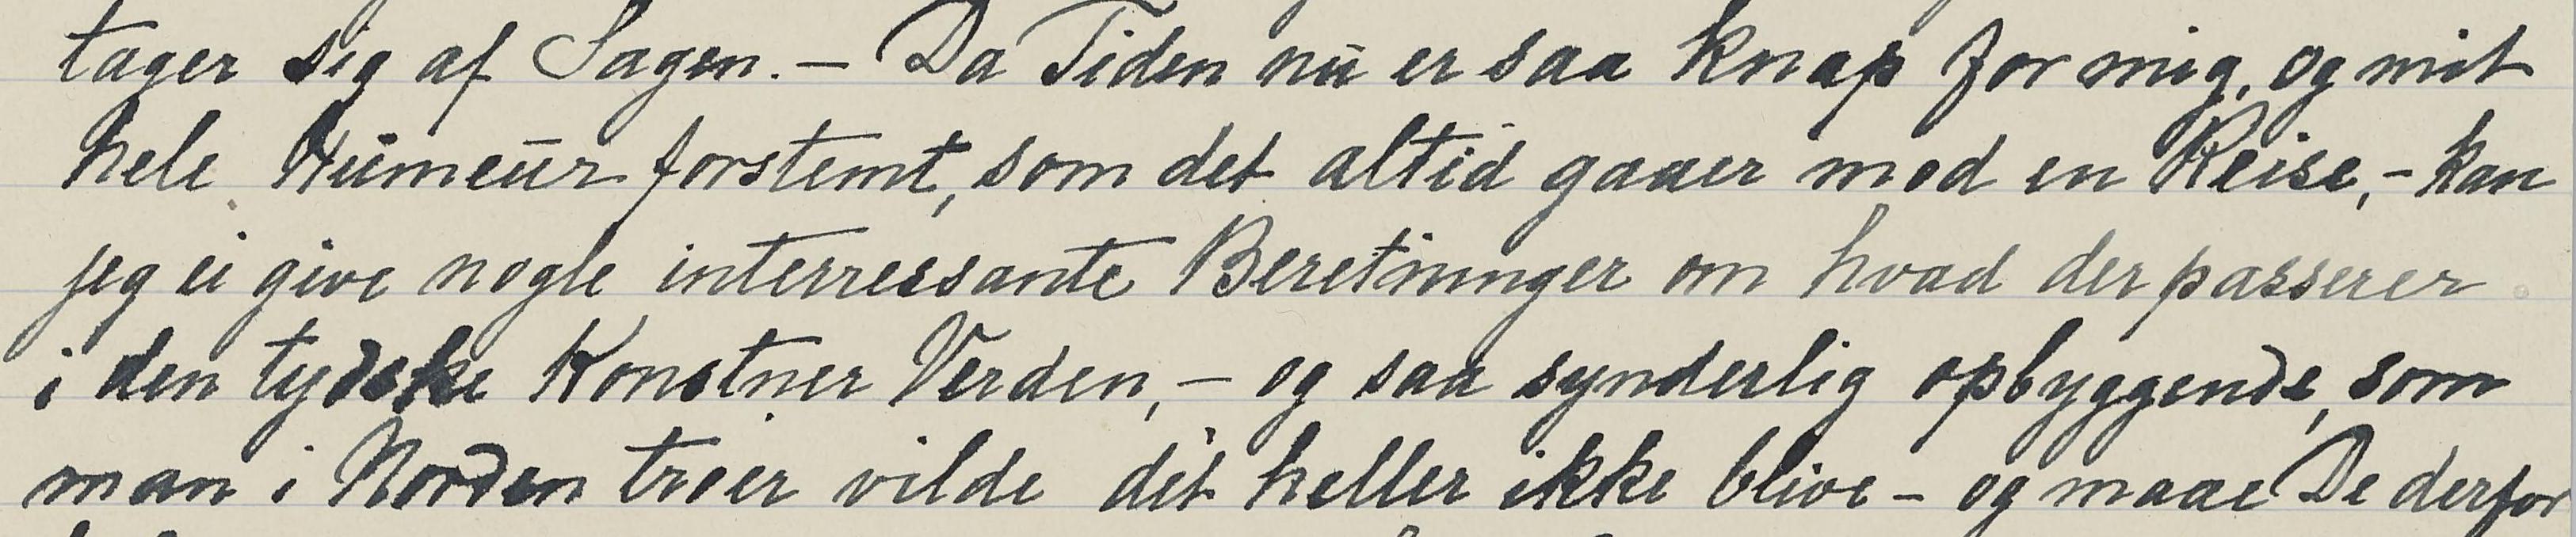 tager sig af Sagen. – Da Tiden nu er saa knap for mig, og mit
hele Humeur forstemt, som det altid gaaer med en Reise, – kan
jeg ei give nogle interressante Beretninger om hvad der passerer
i den tydske Konstner Verden, – og saa synderlig opbyggende, som
man i Norden troer vilde det heller ikke blive – og maae De derfor